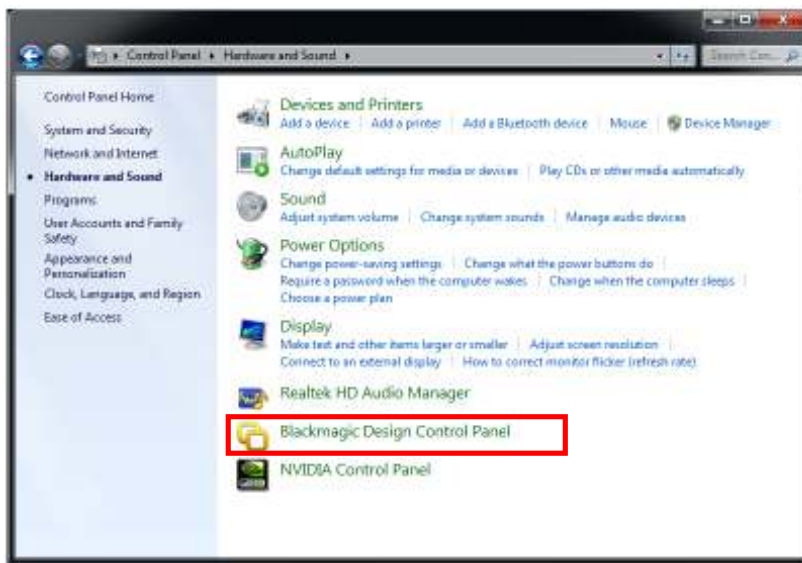 Control Panel
Hardware and Sound
Search Con...
Control Panel Home
System and Security
Network and Internet
Hardware and Sound
Programs
User Accounts and Family
Safety
Appearance and
Personalization
Clock, Language, and Region
Ease of Access
Devices and Printers
Add a device
Add a printer
Add a Bluetooth device
Mouse
Device Manager
AutoPlay
Change default settings for media or devices
Play CDs or other media automatically
Sound
Adjust system volume
Change system sounds
Manage audio devices
Power Options
Change power-saving settings
Change what the power buttons do
Require a password when the computer wakes
Change when the computer sleeps
Choose a power plan
Display
Make text and other items larger or smaller
Adjust screen resolution
Connect to an external display
How to correct monitor flicker (refresh rate)
Realtek HD Audio Manager
Blackmagic Design Control Panel
NVIDIA Control Panel